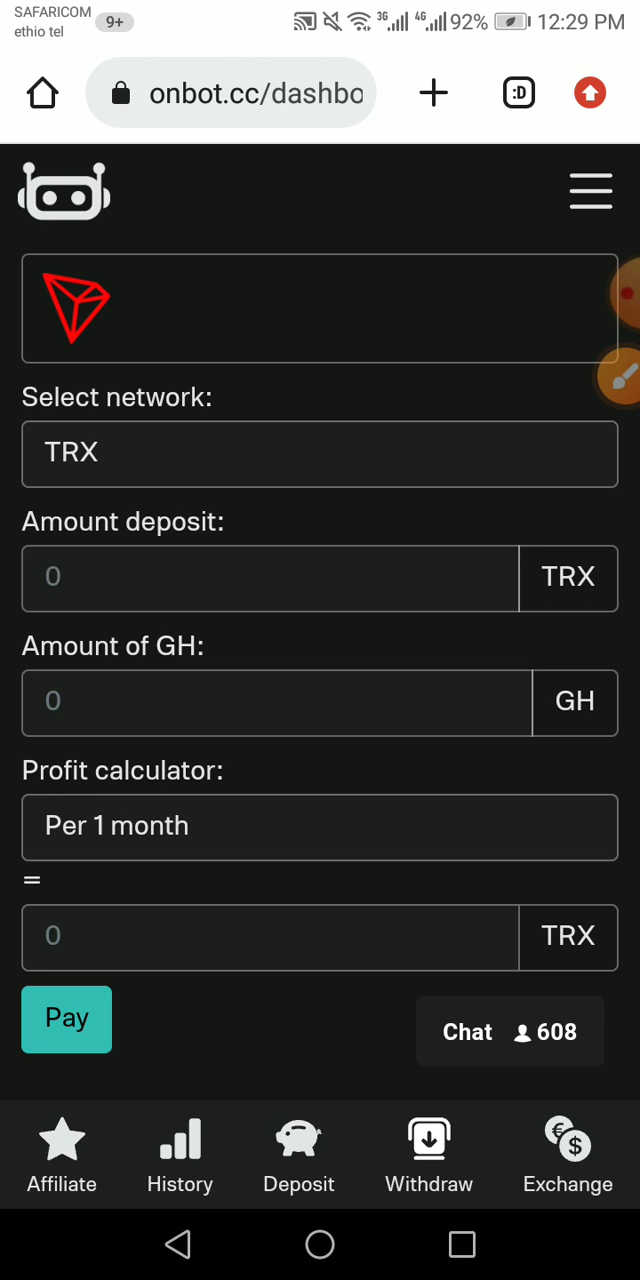 SAFARICOM
ethio tel
9+
3G
4G
92%
12:29 PM
onbot.cc/dashbo
:D
Select network:
TRX
Amount deposit:
0 TRX
Amount of GH:
0 GH
Profit calculator:
Per 1 month
=
0 TRX
Pay
Chat 608
€
$
Affiliate History Deposit Withdraw Exchange